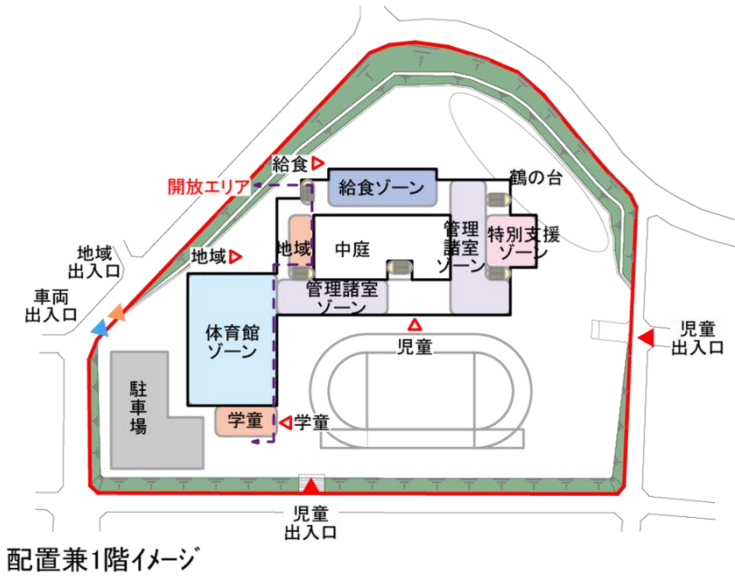 給食
開放エリア
給食ゾーン
鶴の台
地域
出入口
地域
地域
中庭
管理
諸室
ゾーン
特別支援
ゾーン
車両
出入口
管理諸室
ゾーン
体育館
ゾーン
児童
児童
出入口
駐車場
学童
学童
児童
出入口
配置兼1階イメージ